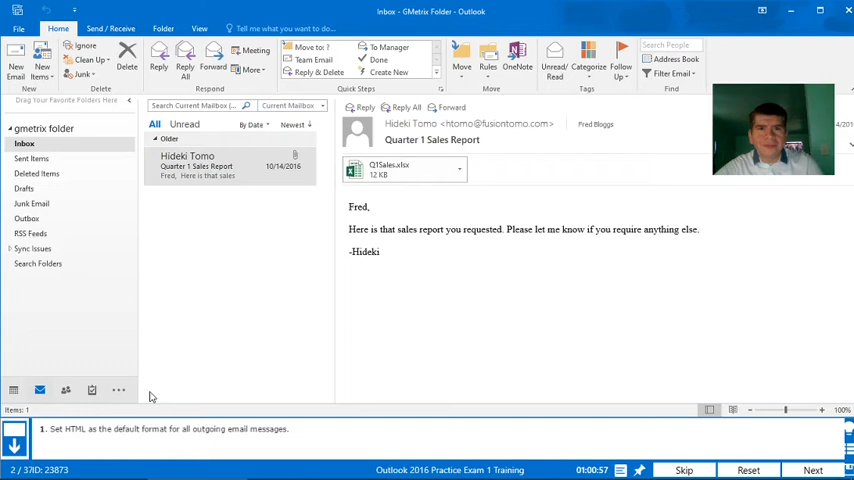 Inbox - GMetrix Folder - Outlook
File Home Send / Receive Folder View Tell me what you want to do...
New Email
New Items
Ignore
Clean Up
Junk
Delete
Reply
Reply All
Forward
Meeting
More
Move to: ?
Team Email
Reply & Delete
To Manager
Done
Create New
Move
Rules
OneNote
Unread/ Read
Categorize
Follow Up
Search People
Address Book
Filter Email
New Delete Respond Quick Steps Move Tags Find
Drag Your Favorite Folders Here
gmetrix folder
Inbox
Sent Items
Deleted Items
Drafts
Junk Email
Outbox
RSS Feeds
Sync Issues
Search Folders
Search Current Mailbox (... Current Mailbox
All Unread By Date Newest
Older
Hideki Tomo
Quarter 1 Sales Report 10/14/2016
Fred, Here is that sales
Reply Reply All Forward
Hideki Tomo <htomo@fusiontomo.com> Fred Bloggs
Quarter 1 Sales Report
Q1Sales.xlsx
12 KB
Fred,
Here is that sales report you requested. Please let me know if you require anything else.
-Hideki
Items: 1 100%
1. Set HTML as the default format for all outgoing email messages.
2 / 37 ID: 23873 Outlook 2016 Practice Exam 1 Training 01:00:57 Skip Reset Next